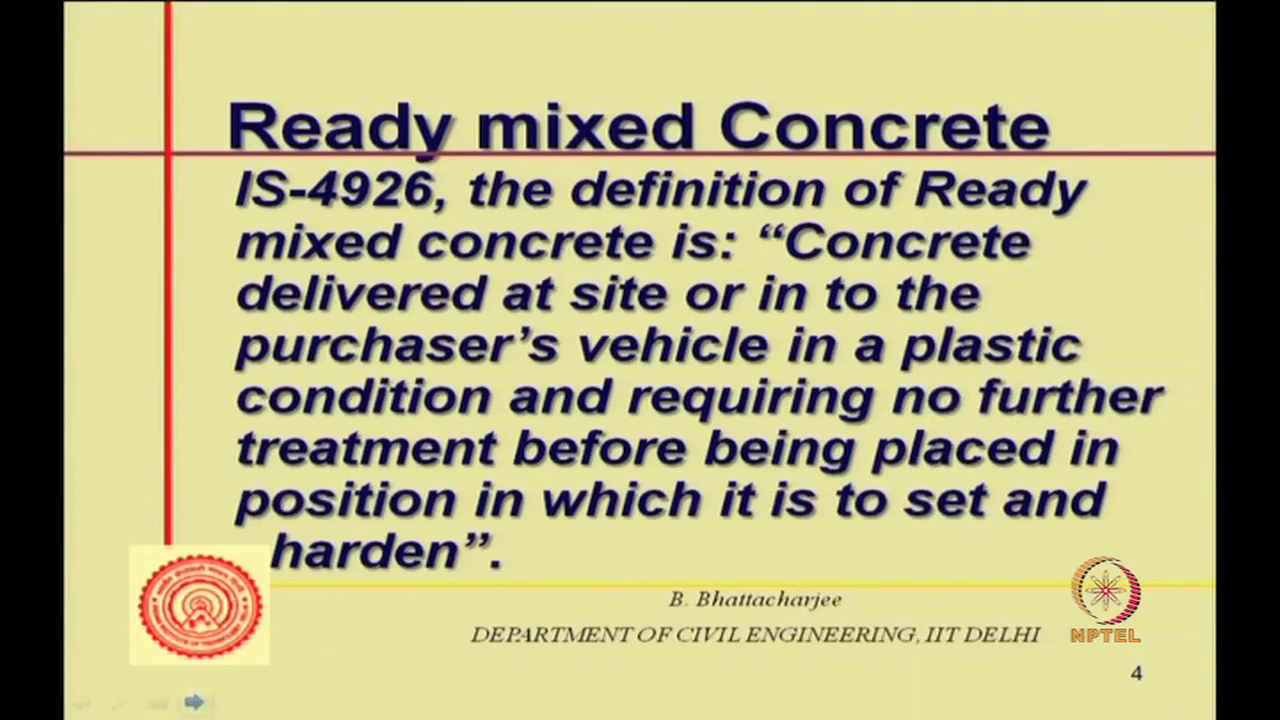 Ready mixed Concrete
IS-4926, the definition of Ready
mixed concrete is: “Concrete
delivered at site or in to the
purchaser’s vehicle in a plastic
condition and requiring no further
treatment before being placed in
position in which it is to set and
harden”.
B. Bhattacharjee
DEPARTMENT OF CIVIL ENGINEERING, IIT DELHI
NPTEL
4